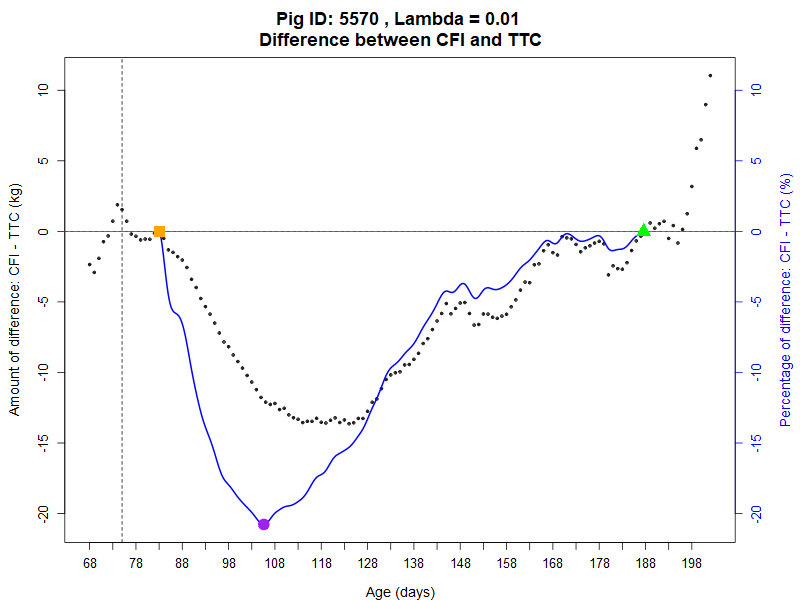 Pig ID: 5570 , Lambda = 0.01
Difference between CFI and TTC
Amount of difference: CFI - TTC (kg)
10
5
0
-5
-10
-15
-20
10
5
0
-5
-10
-15
-20
Percentage of difference: CFI - TTC (%)
68 78 88 98 108 118 128 138 148 158 168 178 188 198
Age (days)